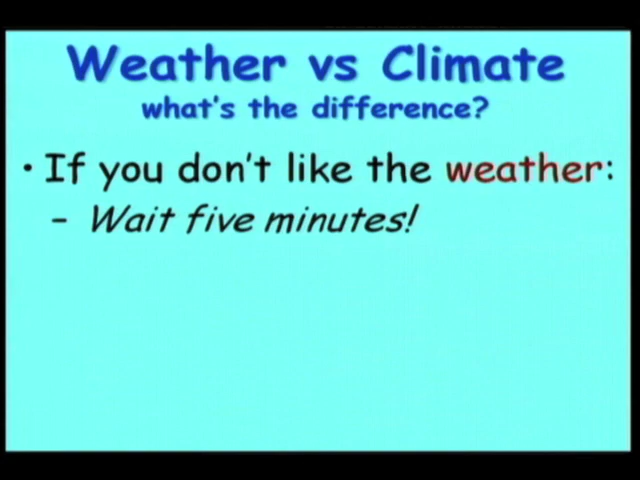 Weather vs Climate
what's the difference?
• If you don't like the weather:
– Wait five minutes!